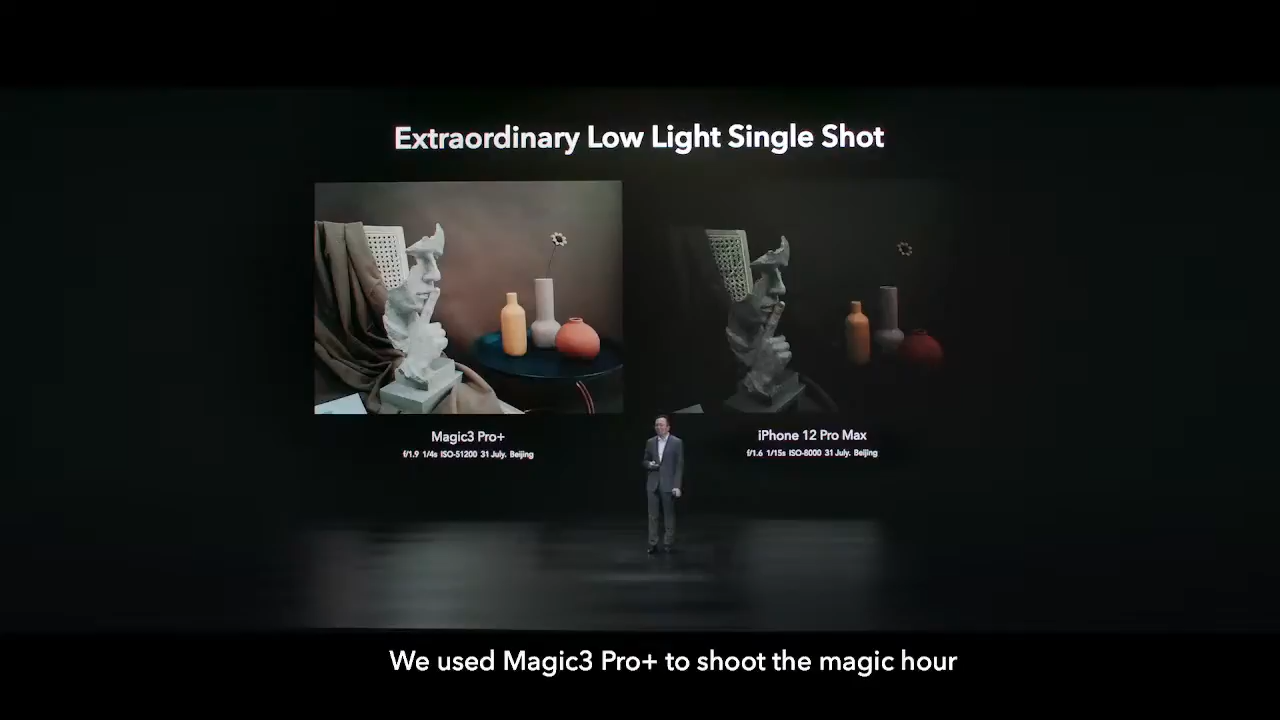 Extraordinary Low Light Single Shot
Magic3 Pro+
f/1.9 1/4s ISO-51200 31 July. Beijing
iPhone 12 Pro Max
f/1.6 1/15s ISO-8000 31 July. Beijing
We used Magic3 Pro+ to shoot the magic hour